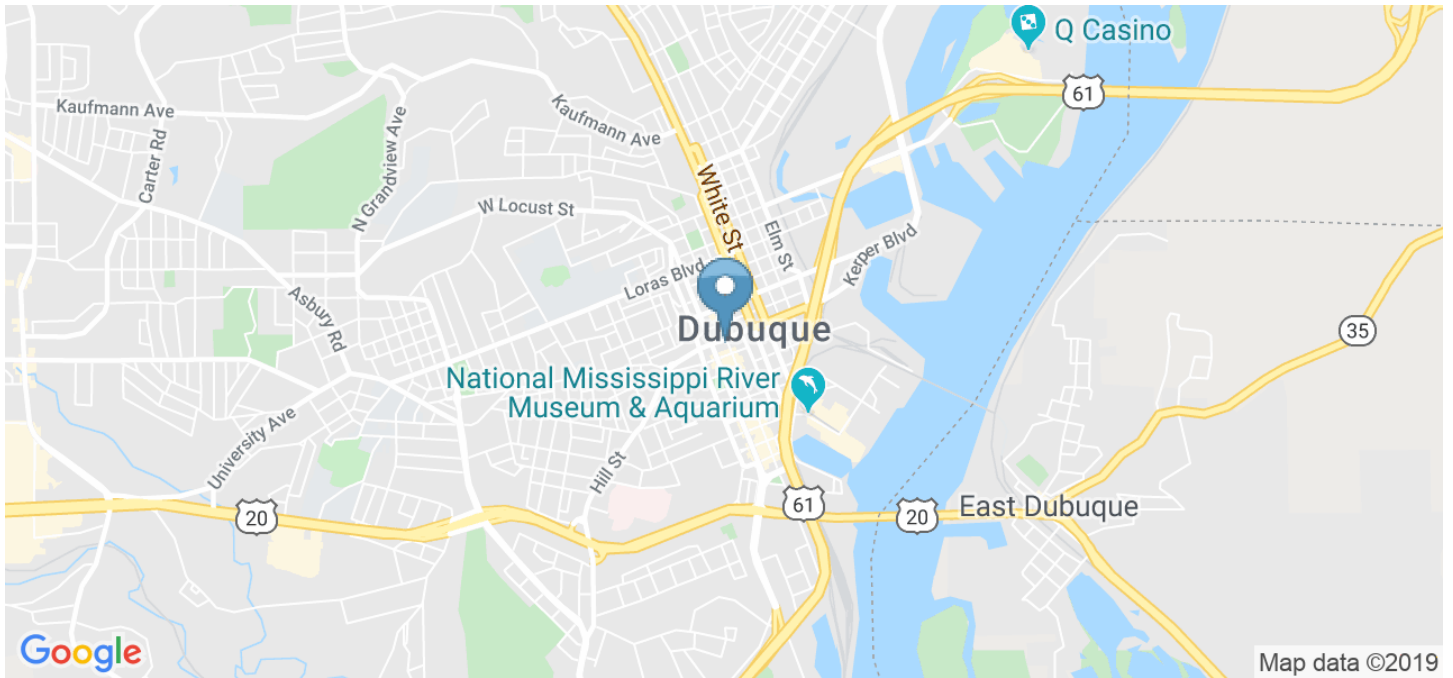 Q Casino
61
Kaufmann Ave
Kaufmann Ave
Carter Rd
N Grandview Ave
White St
W Locust St
Elm St
Kerper Blvd
Loras Blvd
Asbury Rd
Dubuque
35
National Mississippi River
Museum & Aquarium
University Ave
Hill St
20
61
20
East Dubuque
Google
Map data ©2019